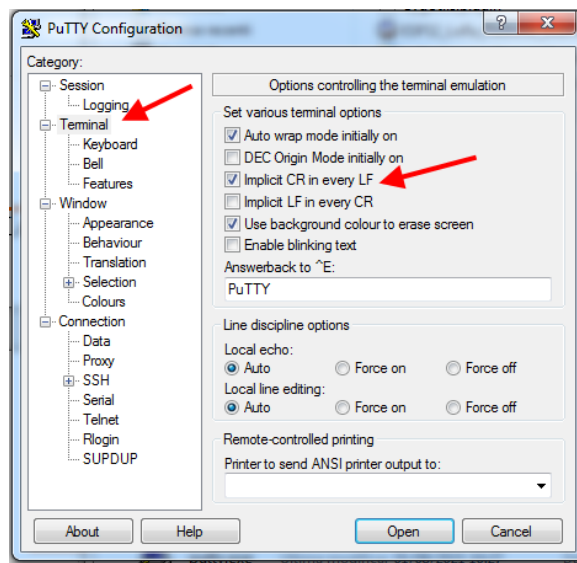 PuTTY Configuration
Category:
Session
Logging
Terminal
Keyboard
Bell
Features
Window
Appearance
Behaviour
Translation
Selection
Colours
Connection
Data
Proxy
SSH
Serial
Telnet
Rlogin
SUPDUP
Options controlling the terminal emulation
Set various terminal options
Auto wrap mode initially on
DEC Origin Mode initially on
Implicit CR in every LF
Implicit LF in every CR
Use background colour to erase screen
Enable blinking text
Answerback to ^E:
PuTTY
Line discipline options
Local echo:
Auto Force on Force off
Local line editing:
Auto Force on Force off
Remote-controlled printing
Printer to send ANSI printer output to:
About Help Open Cancel